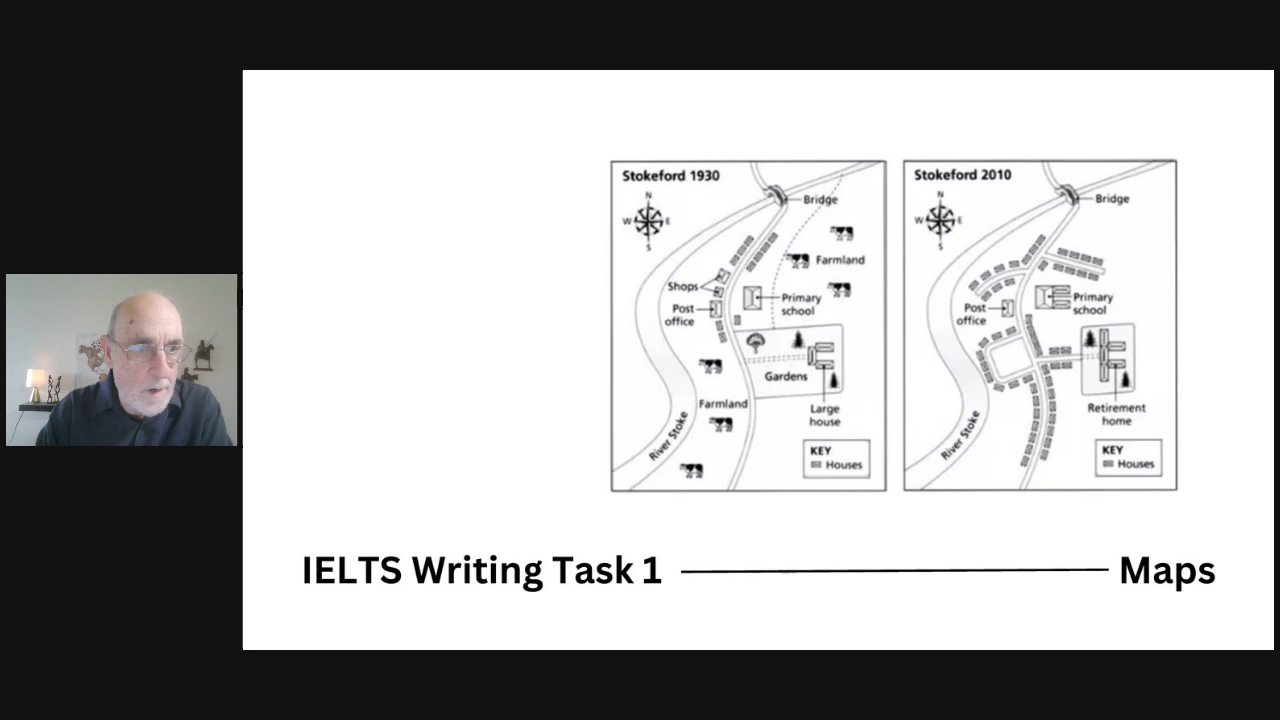 Stokeford 1930
N
W E
S
Bridge
Farmland
Shops
Primary
school
Post
office
Gardens
Farmland
Large
house
River Stoke
KEY
Houses
Stokeford 2010
N
W E
S
Bridge
Post
office
Primary
school
Retirement
home
River Stoke
KEY
Houses
IELTS Writing Task 1 Maps